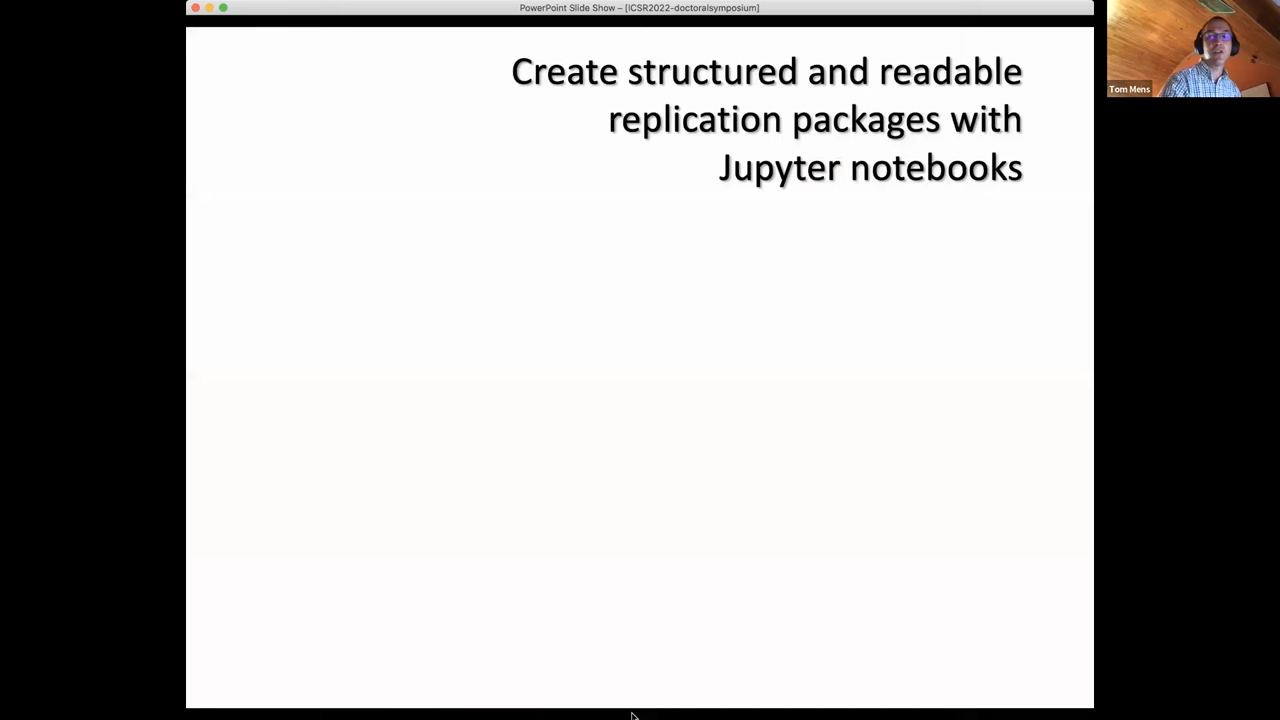 PowerPoint Slide Show – [ICSR2022-doctoralsymposium]
Create structured and readable
replication packages with
Jupyter notebooks
Tom Mens